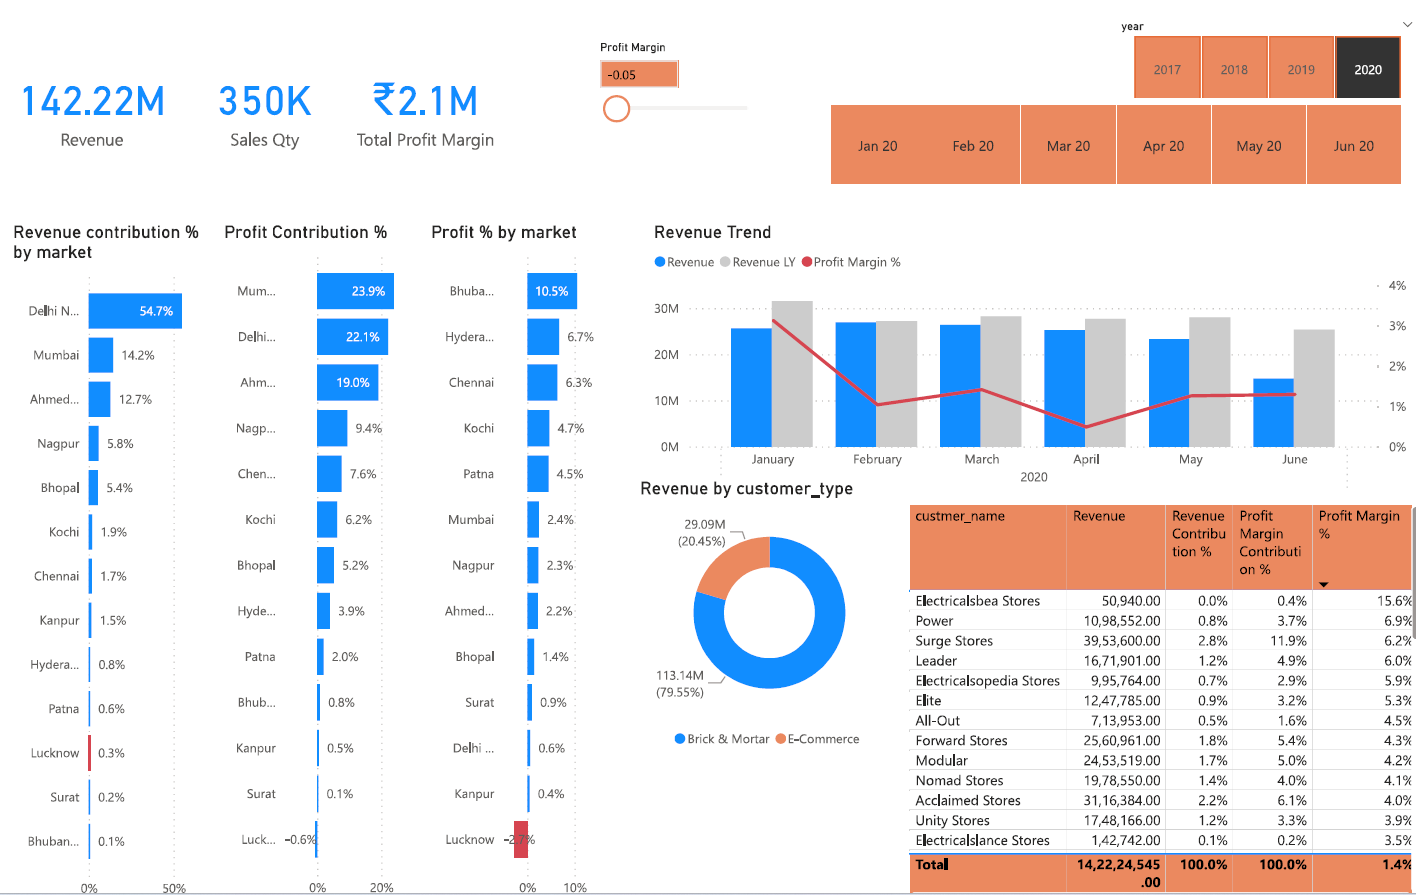 year
Profit Margin
-0.05
2017 2018 2019 2020
142.22M
Revenue
350K
Sales Qty
₹2.1M
Total Profit Margin
Jan 20 Feb 20 Mar 20 Apr 20 May 20 Jun 20
Revenue contribution %
by market
Delhi N... 54.7%
Mumbai 14.2%
Ahmed... 12.7%
Nagpur 5.8%
Bhopal 5.4%
Kochi 1.9%
Chennai 1.7%
Kanpur 1.5%
Hydera... 0.8%
Patna 0.6%
Lucknow 0.3%
Surat 0.2%
Bhuban... 0.1%
0% 50%
Profit Contribution %
Mum... 23.9%
Delhi... 22.1%
Ahm... 19.0%
Nagp... 9.4%
Chen... 7.6%
Kochi 6.2%
Bhopal 5.2%
Hyde... 3.9%
Patna 2.0%
Bhub... 0.8%
Kanpur 0.5%
Surat 0.1%
Luck... -0.6%
0% 20%
Profit % by market
Bhuba... 10.5%
Hydera... 6.7%
Chennai 6.3%
Kochi 4.7%
Patna 4.5%
Mumbai 2.4%
Nagpur 2.3%
Ahmed... 2.2%
Bhopal 1.4%
Surat 0.9%
Delhi ... 0.6%
Kanpur 0.4%
Lucknow -2.7%
0% 10%
Revenue Trend
Revenue Revenue LY Profit Margin %
30M
20M
10M
0M
4%
3%
2%
1%
0%
January February March April May June
2020
Revenue by customer_type
29.09M
(20.45%)
113.14M
(79.55%)
Brick & Mortar E-Commerce
custmer_name Revenue Revenue Profit Profit Margin
Contribu Margin %
tion % Contributi
on %
Electricalsbea Stores 50,940.00 0.0% 0.4% 15.6%
Power 10,98,552.00 0.8% 3.7% 6.9%
Surge Stores 39,53,600.00 2.8% 11.9% 6.2%
Leader 16,71,901.00 1.2% 4.9% 6.0%
Electricalsopedia Stores 9,95,764.00 0.7% 2.9% 5.9%
Elite 12,47,785.00 0.9% 3.2% 5.3%
All-Out 7,13,953.00 0.5% 1.6% 4.5%
Forward Stores 25,60,961.00 1.8% 5.4% 4.3%
Modular 24,53,519.00 1.7% 5.0% 4.2%
Nomad Stores 19,78,550.00 1.4% 4.0% 4.1%
Acclaimed Stores 31,16,384.00 2.2% 6.1% 4.0%
Unity Stores 17,48,166.00 1.2% 3.3% 3.9%
Electricalslance Stores 1,42,742.00 0.1% 0.2% 3.5%
Total 14,22,24,545 100.0% 100.0% 1.4%
.00